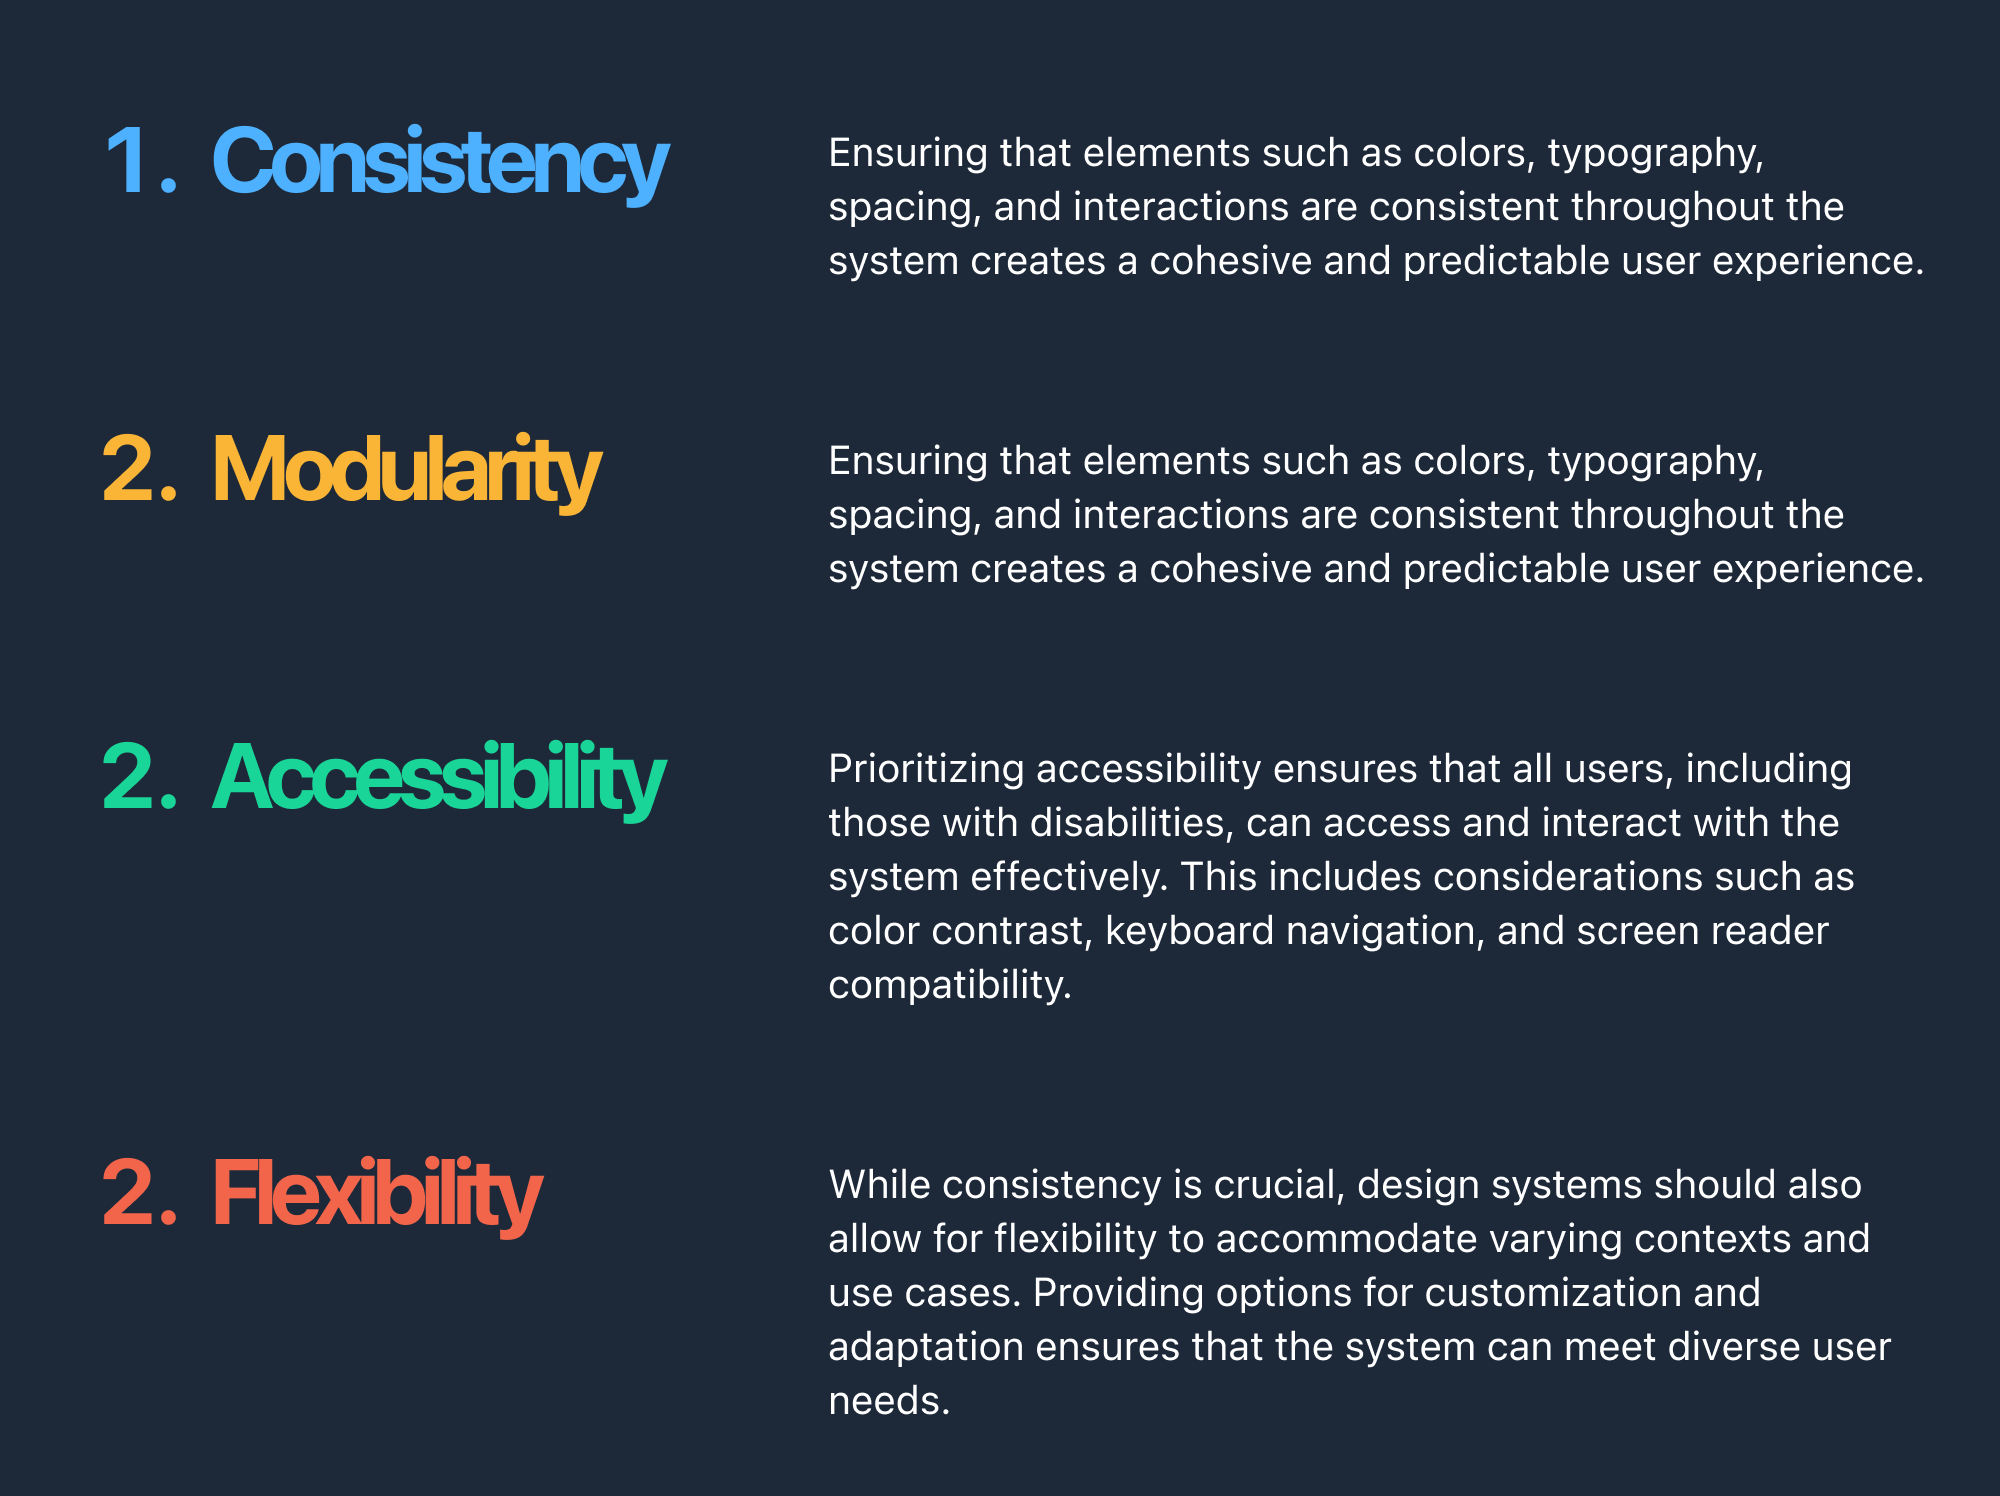 1. Consistency
Ensuring that elements such as colors, typography,
spacing, and interactions are consistent throughout the
system creates a cohesive and predictable user experience.
2. Modularity
Ensuring that elements such as colors, typography,
spacing, and interactions are consistent throughout the
system creates a cohesive and predictable user experience.
2. Accessibility
Prioritizing accessibility ensures that all users, including
those with disabilities, can access and interact with the
system effectively. This includes considerations such as
color contrast, keyboard navigation, and screen reader
compatibility.
2. Flexibility
While consistency is crucial, design systems should also
allow for flexibility to accommodate varying contexts and
use cases. Providing options for customization and
adaptation ensures that the system can meet diverse user
needs.